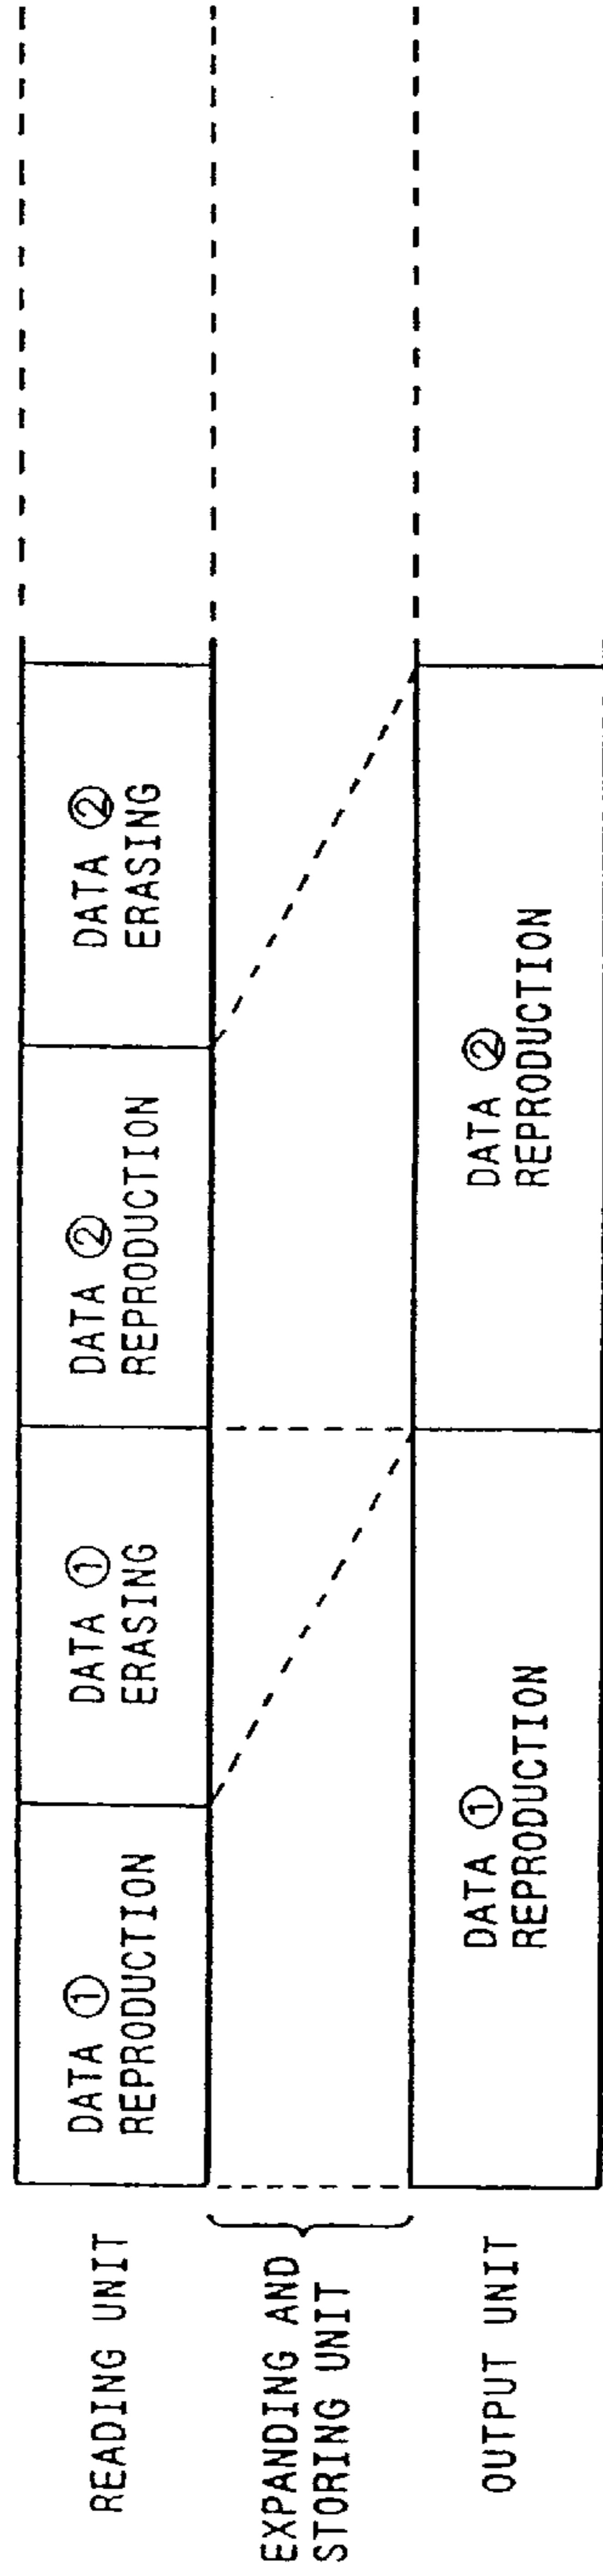 READING UNIT
DATA ①
REPRODUCTION
DATA ①
ERASING
DATA ②
REPRODUCTION
DATA ②
ERASING
EXPANDING AND
STORING UNIT
OUTPUT UNIT
DATA ①
REPRODUCTION
DATA ②
REPRODUCTION